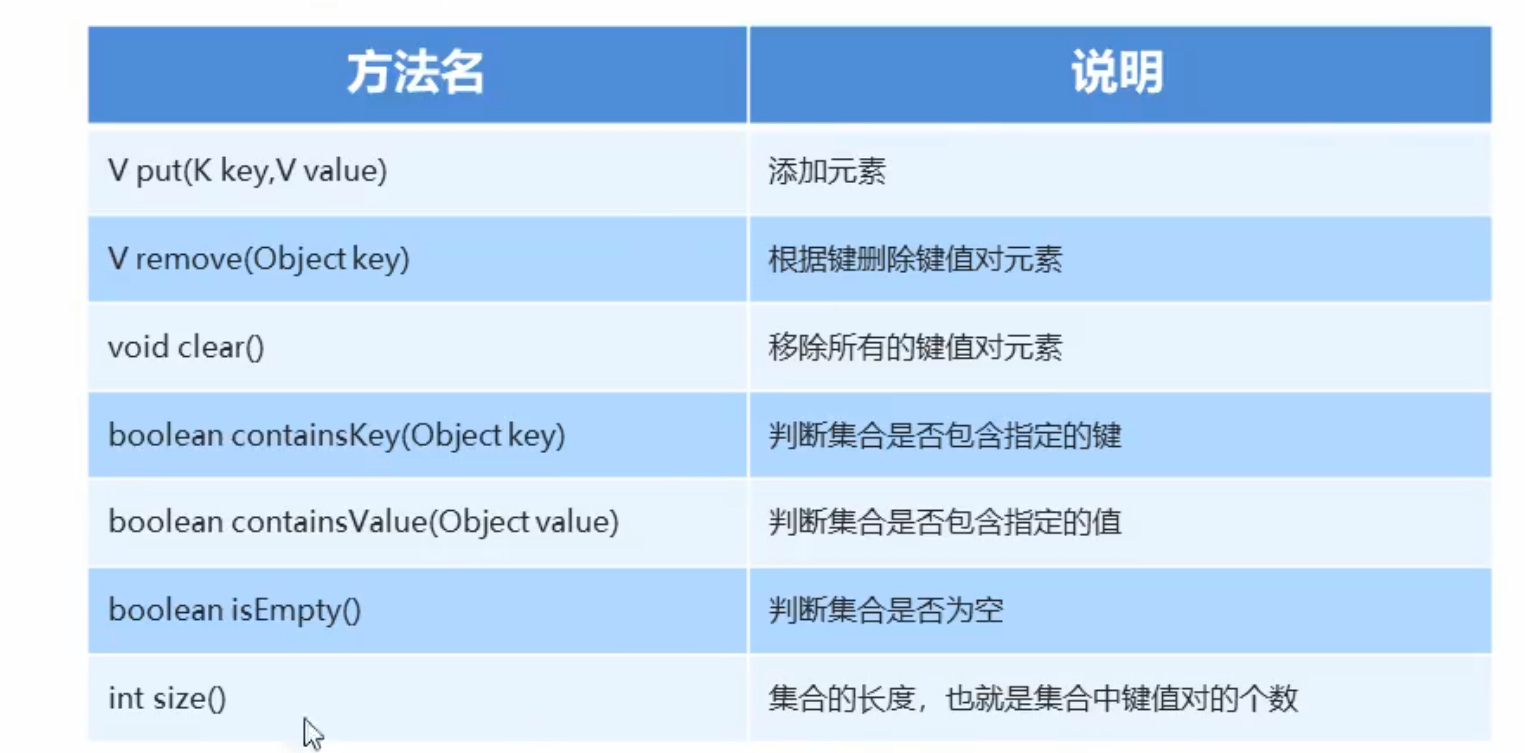 方法名 说明
V put(K key,V value) 添加元素
V remove(Object key) 根据键删除键值对元素
void clear() 移除所有的键值对元素
boolean containsKey(Object key) 判断集合是否包含指定的键
boolean containsValue(Object value) 判断集合是否包含指定的值
boolean isEmpty() 判断集合是否为空
int size() 集合的长度，也就是集合中键值对的个数